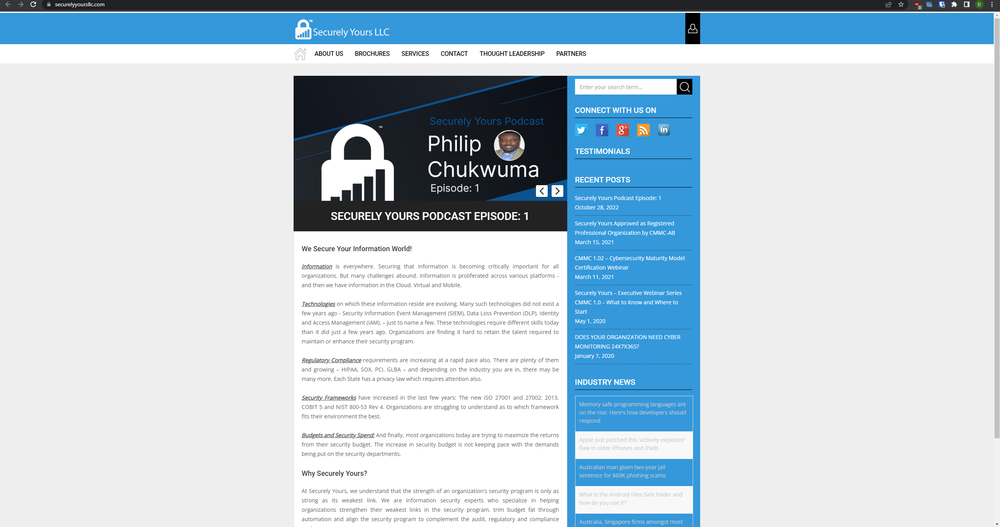 securelyyoursllc.com
3
D
TM
Securely Yours LLC
ABOUT US BROCHURES SERVICES CONTACT THOUGHT LEADERSHIP PARTNERS
Securely Yours Podcast
TM
Philip
Chukwuma
Episode: 1
SECURELY YOURS PODCAST EPISODE: 1
We Secure Your Information World!
Information is everywhere. Securing that information is becoming critically important for all
organizations. But many challenges abound. Information is proliferated across various platforms -
and then we have information in the Cloud, Virtual and Mobile.
Technologies on which these information reside are evolving. Many such technologies did not exist a
few years ago - Security Information Event Management (SIEM), Data Loss Prevention (DLP), Identity
and Access Management (IAM), – just to name a few. These technologies require different skills today
than it did just a few years ago. Organizations are finding it hard to retain the talent required to
maintain or enhance their security program.
Regulatory Compliance requirements are increasing at a rapid pace also. There are plenty of them
and growing – HIPAA, SOX, PCI, GLBA – and depending on the industry you are in, there may be
many more. Each State has a privacy law which requires attention also.
Security Frameworks have increased in the last few years: The new ISO 27001 and 27002: 2013,
COBIT 5 and NIST 800-53 Rev 4. Organizations are struggling to understand as to which framework
fits their environment the best.
Budgets and Security Spend: And finally, most organizations today are trying to maximize the returns
from their security budget. The increase in security budget is not keeping pace with the demands
being put on the security departments.
Why Securely Yours?
At Securely Yours, we understand that the strength of an organization’s security program is only as
strong as its weakest link. We are information security experts who specialize in helping
organizations strengthen their weakest links in the security program, trim budget fat through
automation and align the security program to complement the audit, regulatory and compliance
Enter your search term...
CONNECT WITH US ON
f
g+
in
TESTIMONIALS
RECENT POSTS
Securely Yours Podcast Episode: 1
October 28, 2022
Securely Yours Approved as Registered
Professional Organization by CMMC-AB
March 15, 2021
CMMC 1.02 – Cybersecurity Maturity Model
Certification Webinar
March 11, 2021
Securely Yours – Executive Webinar Series
CMMC 1.0 – What to Know and Where to
Start
May 1, 2020
DOES YOUR ORGANIZATION NEED CYBER
MONITORING 24X7X365?
January 7, 2020
INDUSTRY NEWS
Memory safe programming languages are
on the rise. Here's how developers should
respond
Apple just patched this 'actively exploited'
flaw in older iPhones and iPads
Australian man given two-year jail
sentence for $69K phishing scams
What is the Android Files Safe folder and
how do you use it?
Australia, Singapore firms amongst most